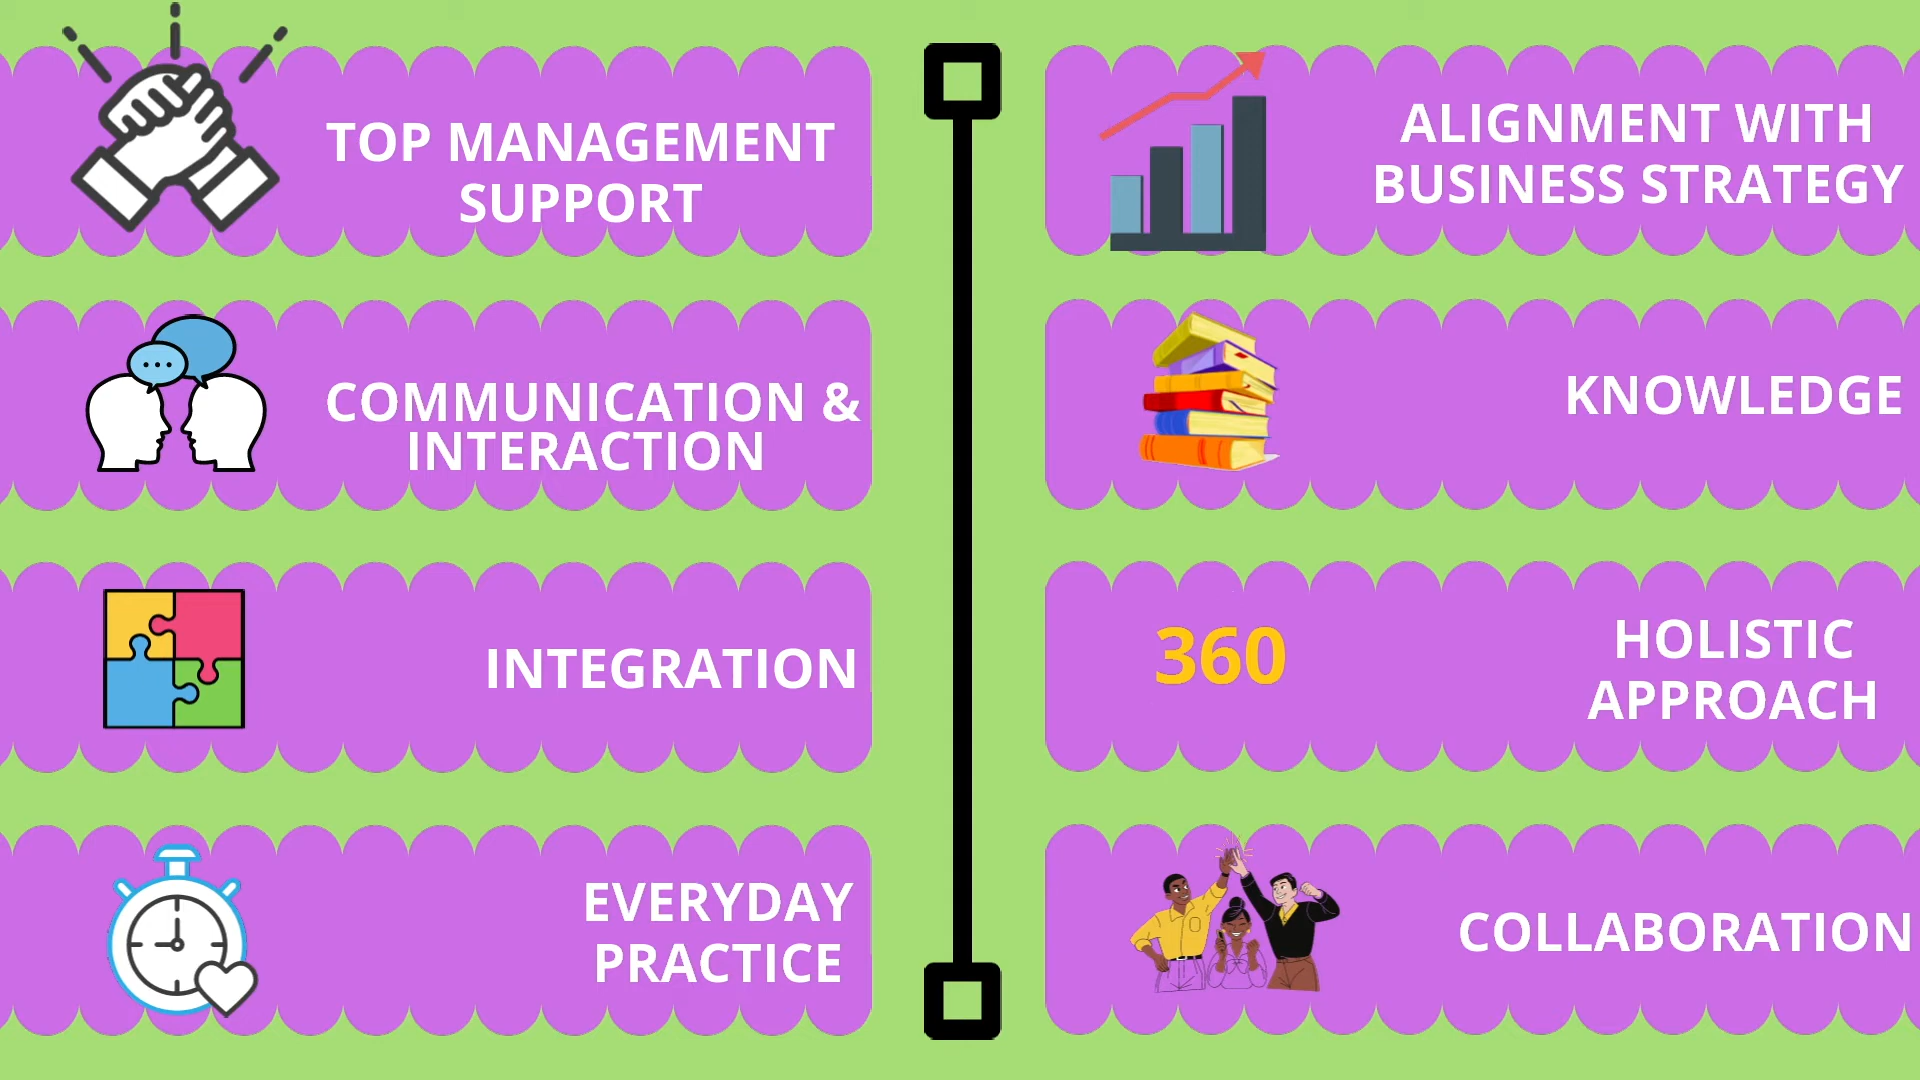 TOP MANAGEMENT
SUPPORT
COMMUNICATION &
INTERACTION
INTEGRATION
EVERYDAY
PRACTICE
ALIGNMENT WITH
BUSINESS STRATEGY
KNOWLEDGE
360
HOLISTIC
APPROACH
COLLABORATION